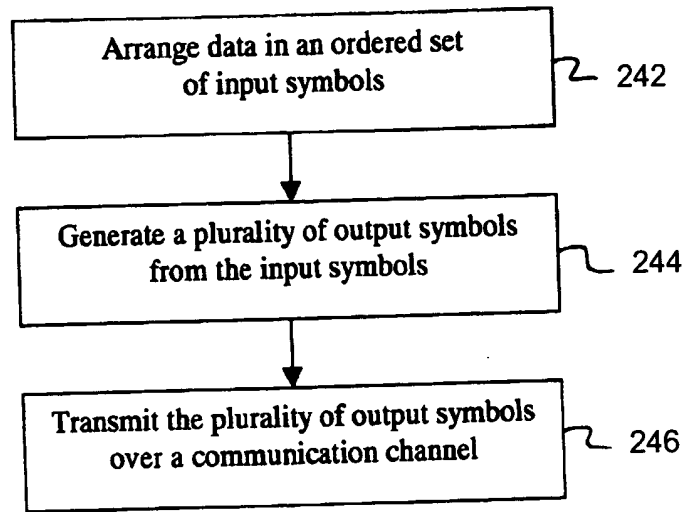 Arrange data in an ordered set
of input symbols
242
Generate a plurality of output symbols
from the input symbols
244
Transmit the plurality of output symbols
over a communication channel
246